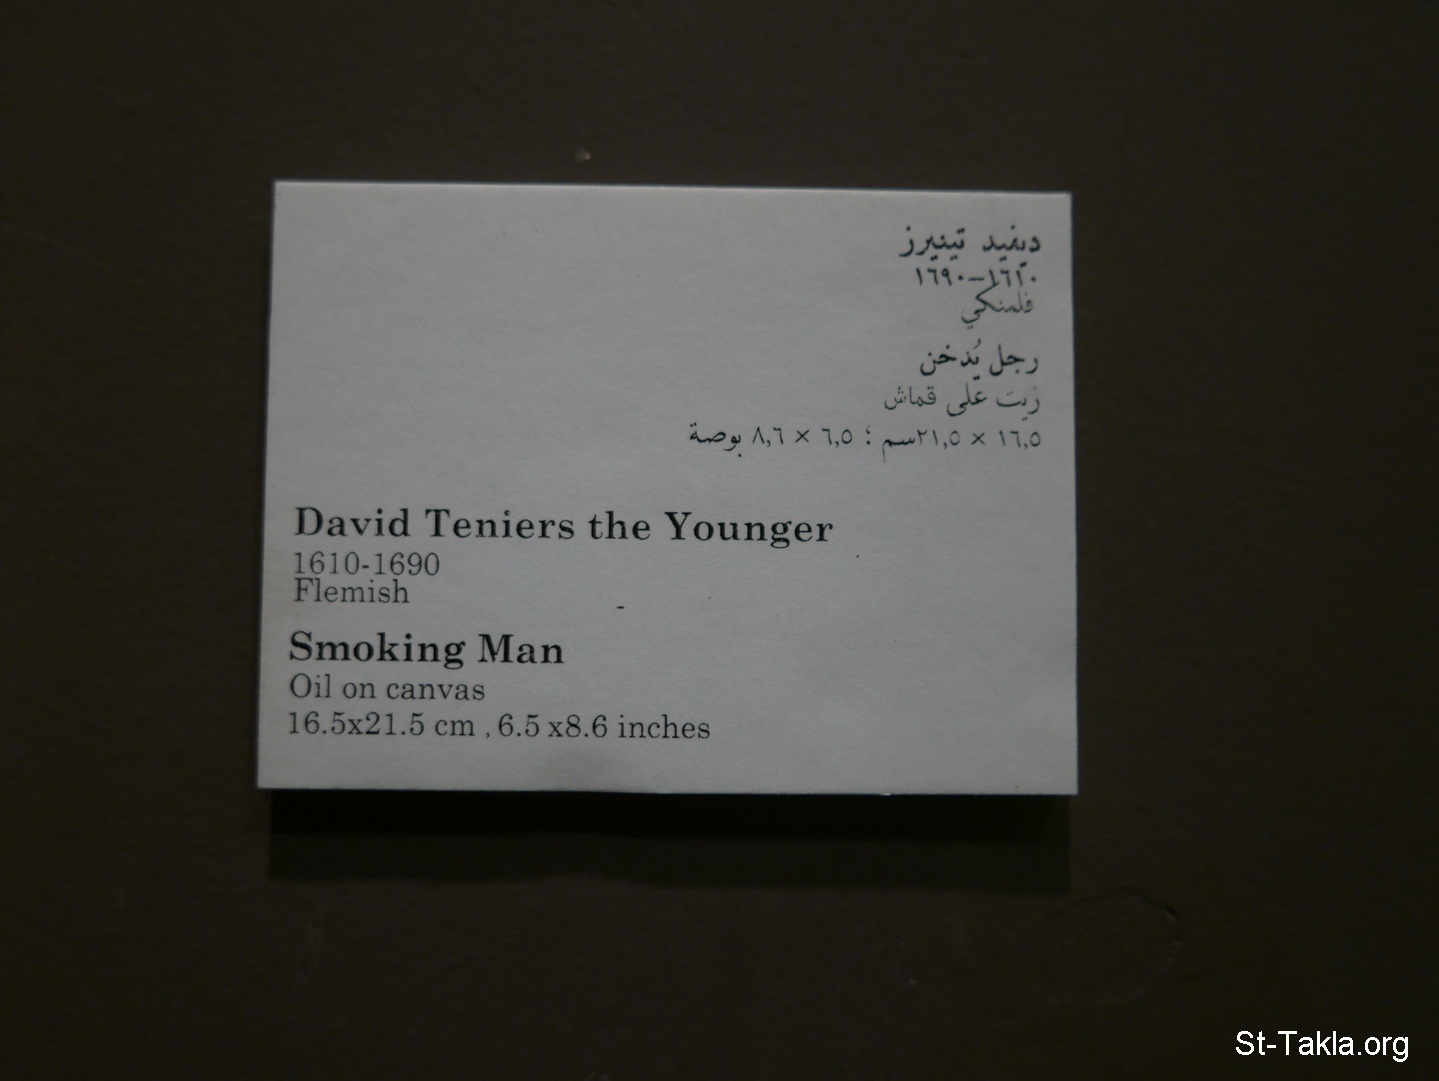 ديفيد تينيرز
١٦١٠-١٦٩٠
فلمنكي
رجل يُدخن
زيت على قماش
١٦,٥ × ٢١,٥سم ؛ ٦,٥ × ٨,٦ بوصة
David Teniers the Younger
1610-1690
Flemish
Smoking Man
Oil on canvas
16.5x21.5 cm , 6.5 x8.6 inches
St-Takla.org